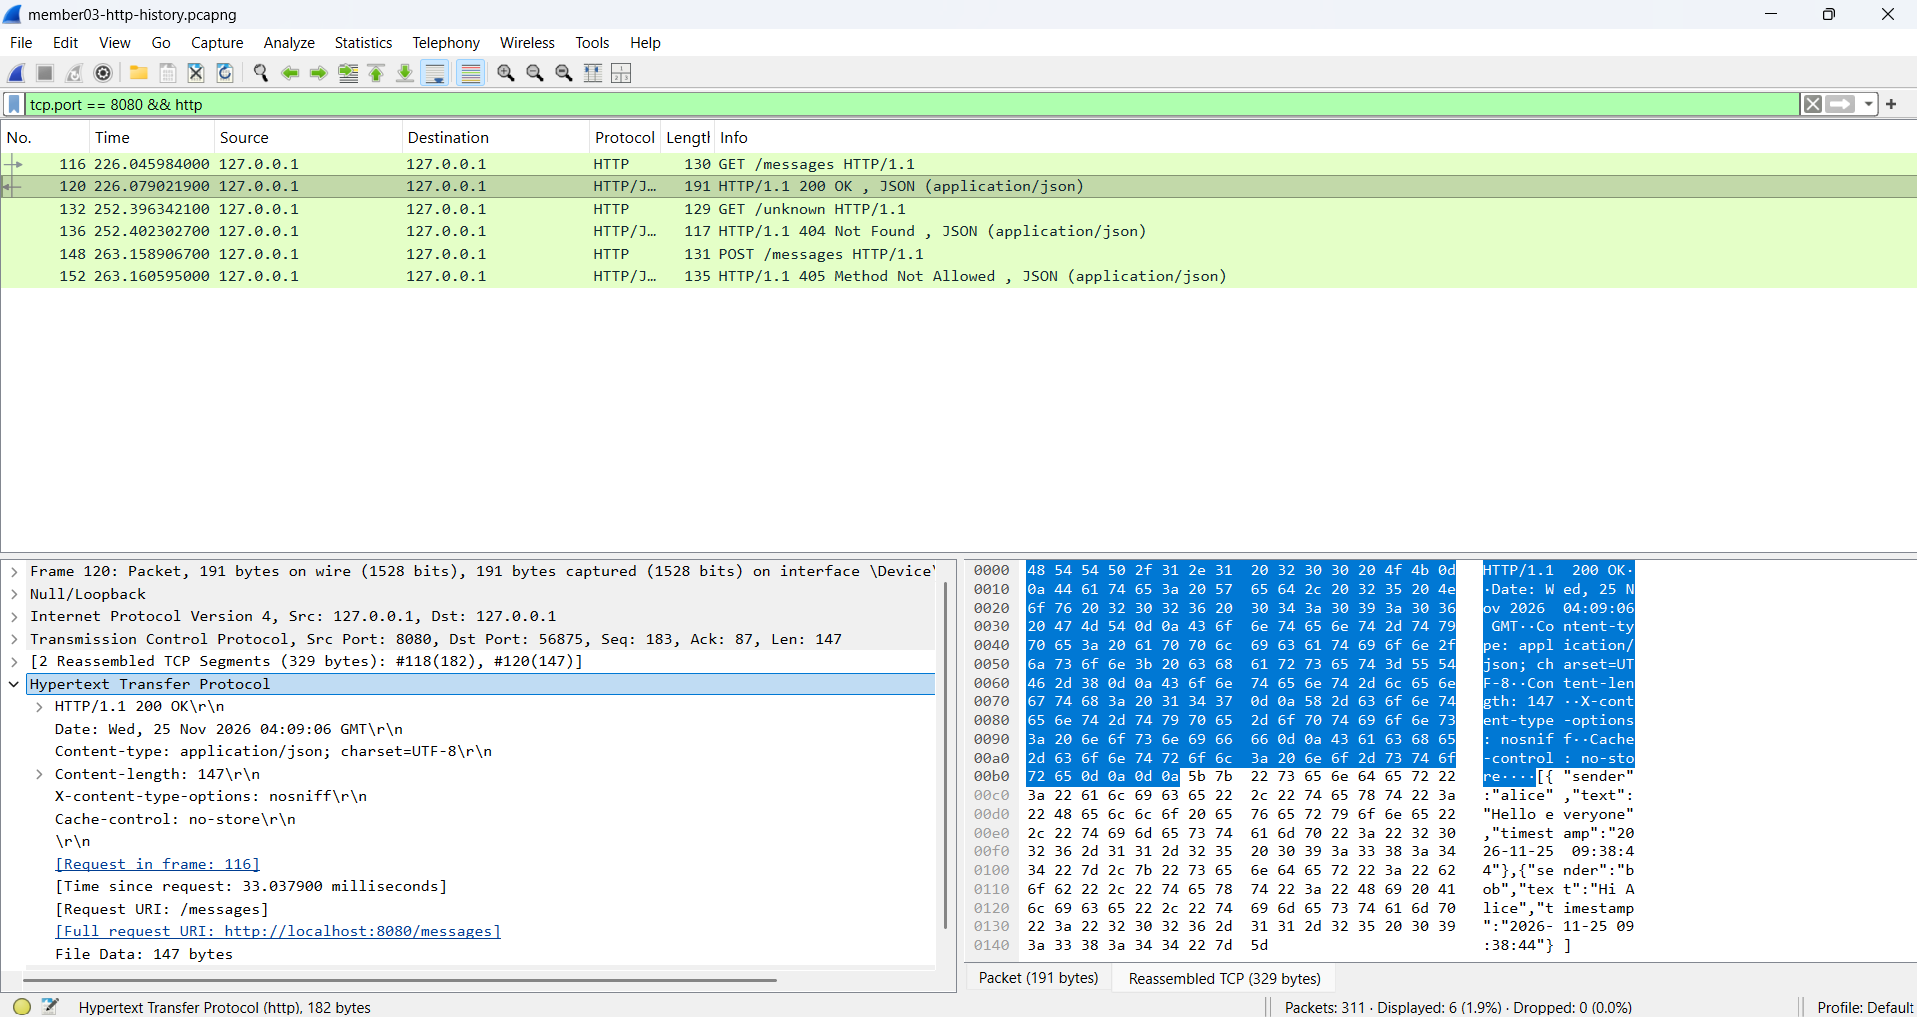 member03-http-history.pcapng
File Edit View Go Capture Analyze Statistics Telephony Wireless Tools Help
tcp.port == 8080 && http
No. Time Source Destination Protocol Lengtl Info
116 226.045984000 127.0.0.1 127.0.0.1 HTTP 130 GET /messages HTTP/1.1
120 226.079021900 127.0.0.1 127.0.0.1 HTTP/J… 191 HTTP/1.1 200 OK , JSON (application/json)
132 252.396342100 127.0.0.1 127.0.0.1 HTTP 129 GET /unknown HTTP/1.1
136 252.402302700 127.0.0.1 127.0.0.1 HTTP/J… 117 HTTP/1.1 404 Not Found , JSON (application/json)
148 263.158906700 127.0.0.1 127.0.0.1 HTTP 131 POST /messages HTTP/1.1
152 263.160595000 127.0.0.1 127.0.0.1 HTTP/J… 135 HTTP/1.1 405 Method Not Allowed , JSON (application/json)
Frame 120: Packet, 191 bytes on wire (1528 bits), 191 bytes captured (1528 bits) on interface \Device\
Null/Loopback
Internet Protocol Version 4, Src: 127.0.0.1, Dst: 127.0.0.1
Transmission Control Protocol, Src Port: 8080, Dst Port: 56875, Seq: 183, Ack: 87, Len: 147
[2 Reassembled TCP Segments (329 bytes): #118(182), #120(147)]
Hypertext Transfer Protocol
HTTP/1.1 200 OK\r\n
Date: Wed, 25 Nov 2026 04:09:06 GMT\r\n
Content-type: application/json; charset=UTF-8\r\n
Content-length: 147\r\n
X-content-type-options: nosniff\r\n
Cache-control: no-store\r\n
\r\n
[Request in frame: 116]
[Time since request: 33.037900 milliseconds]
[Request URI: /messages]
[Full request URI: http://localhost:8080/messages]
File Data: 147 bytes
0000 48 54 54 50 2f 31 2e 31 20 32 30 30 20 4f 4b 0d HTTP/1.1 200 OK·
0010 0a 44 61 74 65 3a 20 57 65 64 2c 20 32 35 20 4e ·Date: W ed, 25 N
0020 6f 76 20 32 30 32 36 20 30 34 3a 30 39 3a 30 36 ov 2026 04:09:06
0030 20 47 4d 54 0d 0a 43 6f 6e 74 65 6e 74 2d 74 79 GMT··Co ntent-ty
0040 70 65 3a 20 61 70 70 6c 69 63 61 74 69 6f 6e 2f pe: appl ication/
0050 6a 73 6f 6e 3b 20 63 68 61 72 73 65 74 3d 55 54 json; ch arset=UT
0060 46 2d 38 0d 0a 43 6f 6e 74 65 6e 74 2d 6c 65 6e F-8··Con tent-len
0070 67 74 68 3a 20 31 34 37 0d 0a 58 2d 63 6f 6e 74 gth: 147 ··X-cont
0080 65 6e 74 2d 74 79 70 65 2d 6f 70 74 69 6f 6e 73 ent-type -options
0090 3a 20 6e 6f 73 6e 69 66 66 0d 0a 43 61 63 68 65 : nosnif f··Cache
00a0 2d 63 6f 6e 74 72 6f 6c 3a 20 6e 6f 2d 73 74 6f -control : no-sto
00b0 72 65 0d 0a 0d 0a 5b 7b 22 73 65 6e 64 65 72 22 re····[{ "sender"
00c0 3a 22 61 6c 69 63 65 22 2c 22 74 65 78 74 22 3a :"alice" ,"text":
00d0 22 48 65 6c 6c 6f 20 65 76 65 72 79 6f 6e 65 22 "Hello e veryone"
00e0 2c 22 74 69 6d 65 73 74 61 6d 70 22 3a 22 32 30 ,"timest amp":"20
00f0 32 36 2d 31 31 2d 32 35 20 30 39 3a 33 38 3a 34 26-11-25 09:38:4
0100 34 22 7d 2c 7b 22 73 65 6e 64 65 72 22 3a 22 62 4"},{"se nder":"b
0110 6f 62 22 2c 22 74 65 78 74 22 3a 22 48 69 20 41 ob","tex t":"Hi A
0120 6c 69 63 65 22 2c 22 74 69 6d 65 73 74 61 6d 70 lice","t imestamp
0130 22 3a 22 32 30 32 36 2d 31 31 2d 32 35 20 30 39 ":"2026- 11-25 09
0140 3a 33 38 3a 34 34 22 7d 5d :38:44"} ]
Packet (191 bytes) Reassembled TCP (329 bytes)
Hypertext Transfer Protocol (http), 182 bytes Packets: 311 · Displayed: 6 (1.9%) · Dropped: 0 (0.0%) Profile: Default